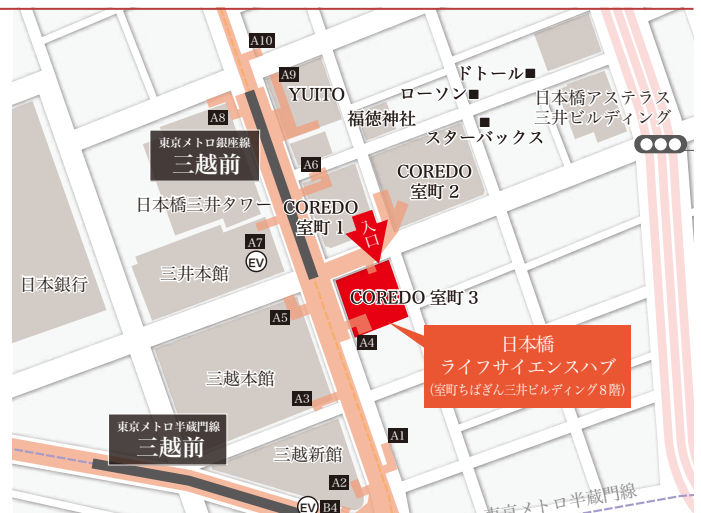 A10
A9
YUITO
ドトール■
ローソン■
日本橋アステラス
三井ビルディング
福徳神社
■
スターバックス
A8
東京メトロ銀座線
三越前
A6
COREDO
室町 2
日本橋三井タワー
COREDO
室町 1
入口
A7
EV
三井本館
日本銀行
COREDO 室町 3
A5
A4
日本橋
ライフサイエンスハブ
(室町ちばぎん三井ビルディング8階)
三越本館
A3
東京メトロ半蔵門線
三越前
A1
三越新館
A2
EV
B4
東京メトロ半蔵門線